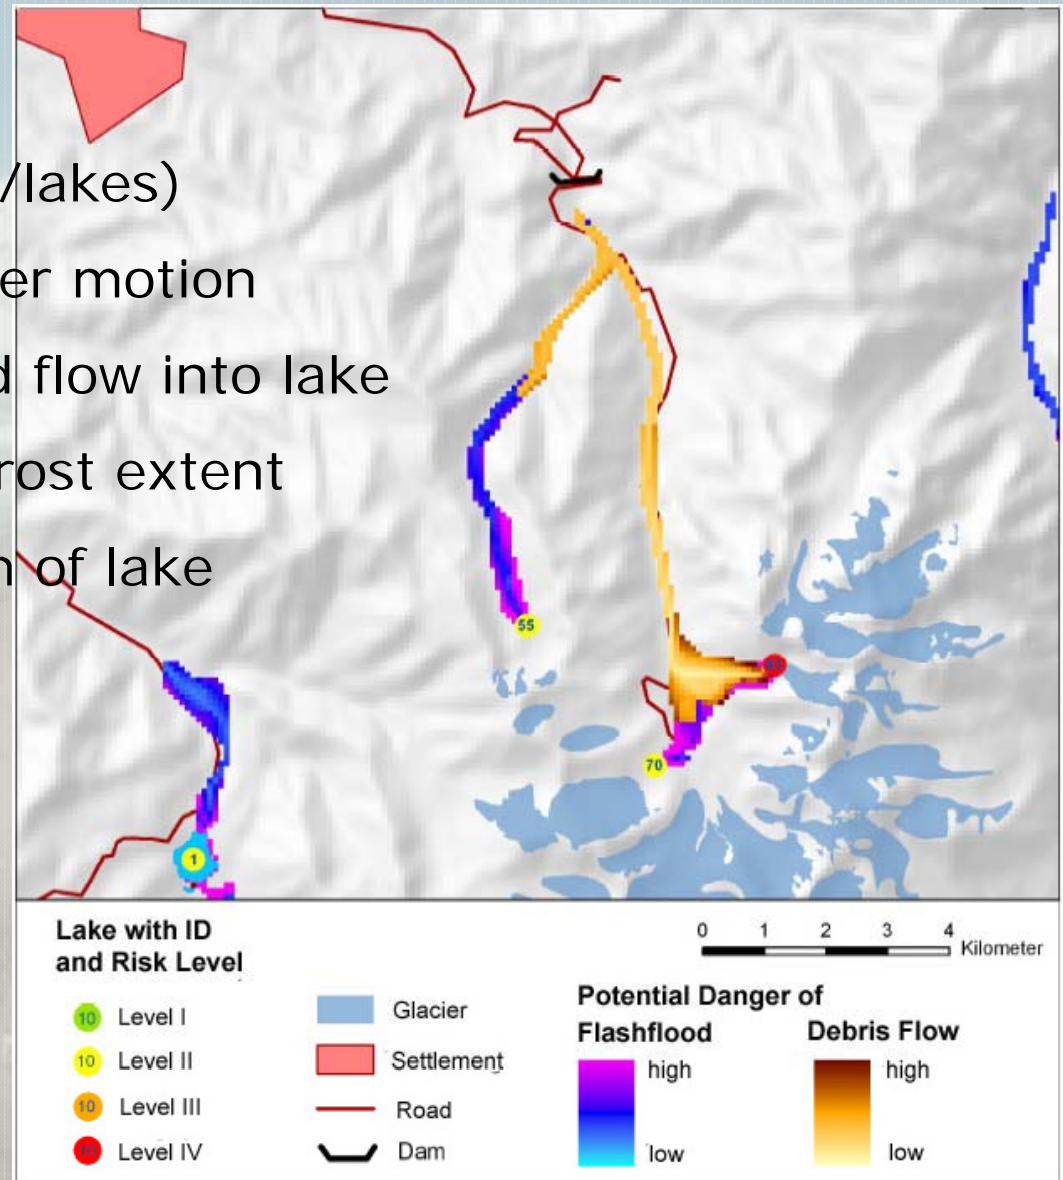 /lakes)
er motion
d flow into lake
rost extent
n of lake
55
70
1
Lake with ID
and Risk Level
10 Level I
10 Level II
10 Level III
10 Level IV
Glacier
Settlement
Road
Dam
0 1 2 3 4
Kilometer
Potential Danger of
Flashflood
high
low
Debris Flow
high
low